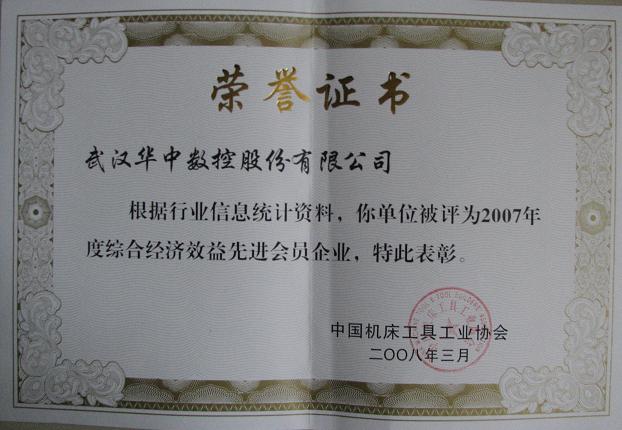 荣誉证书
武汉华中数控股份有限公司
根据行业信息统计资料，你单位被评为2007年
度综合经济效益先进会员企业，特此表彰。
中国机床工具工业协会
二〇〇八年三月